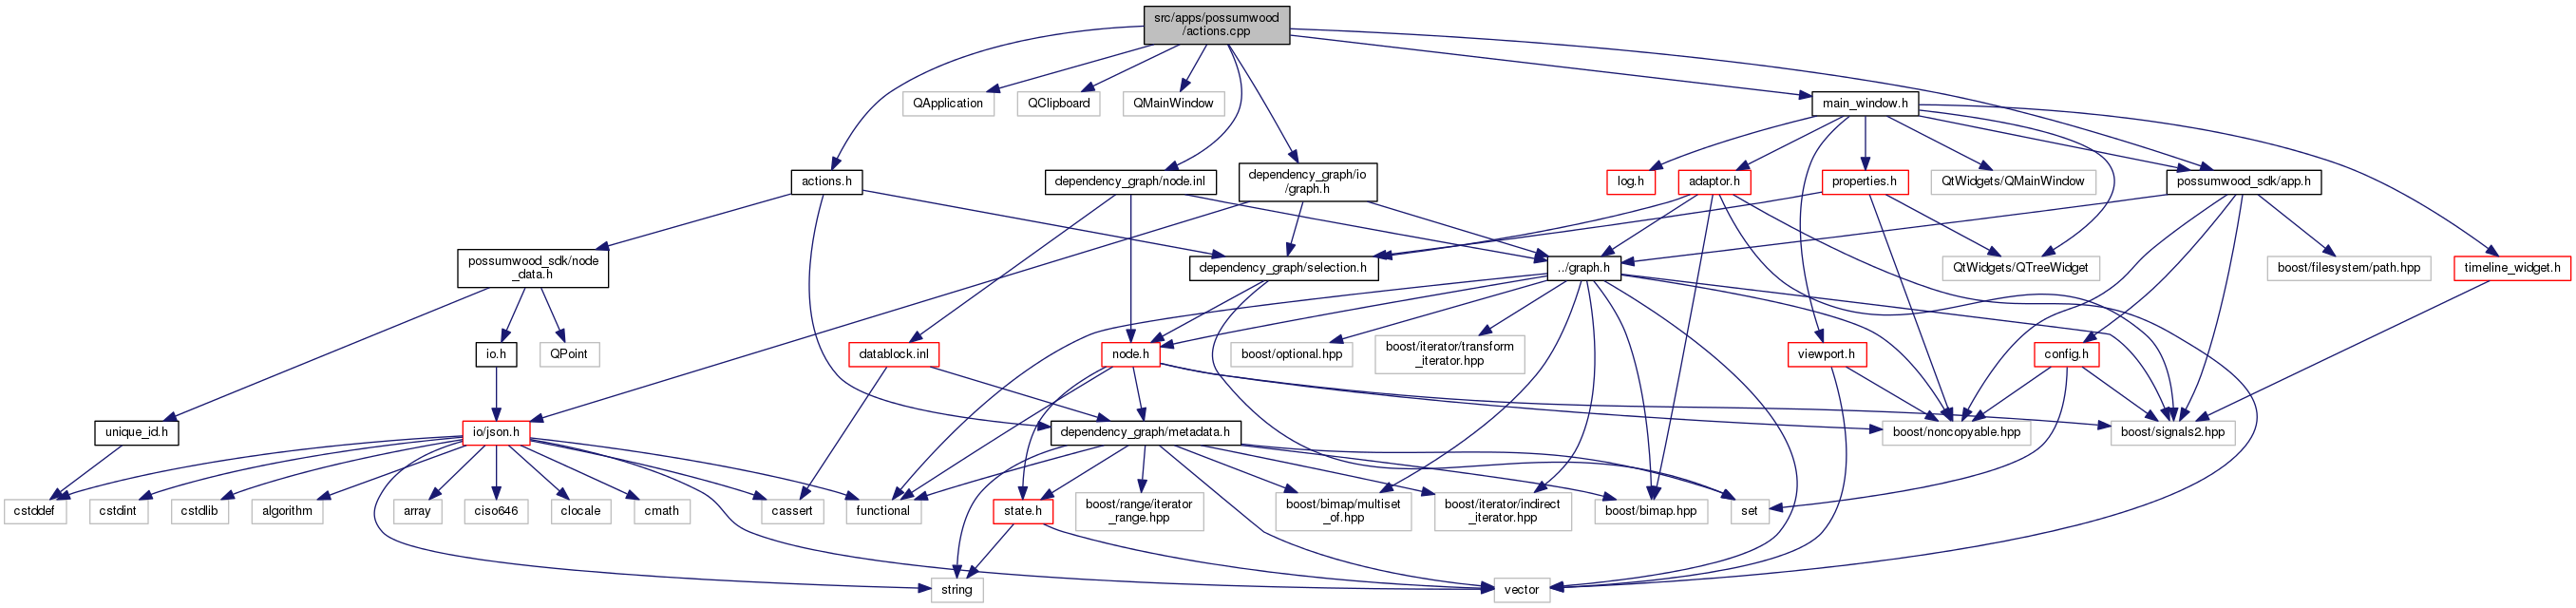 src/apps/possumwood
/actions.cpp
QApplication
QClipboard
QMainWindow
main_window.h
actions.h
dependency_graph/node.inl
dependency_graph/io
/graph.h
log.h
adaptor.h
properties.h
QtWidgets/QMainWindow
possumwood_sdk/app.h
possumwood_sdk/node
_data.h
dependency_graph/selection.h
../graph.h
QtWidgets/QTreeWidget
boost/filesystem/path.hpp
timeline_widget.h
io.h
QPoint
datablock.inl
node.h
boost/optional.hpp
boost/iterator/transform
_iterator.hpp
viewport.h
config.h
unique_id.h
io/json.h
dependency_graph/metadata.h
boost/noncopyable.hpp
boost/signals2.hpp
cstddef
cstdint
cstdlib
algorithm
array
ciso646
clocale
cmath
cassert
functional
state.h
boost/range/iterator
_range.hpp
boost/bimap/multiset
_of.hpp
boost/iterator/indirect
_iterator.hpp
boost/bimap.hpp
set
string
vector